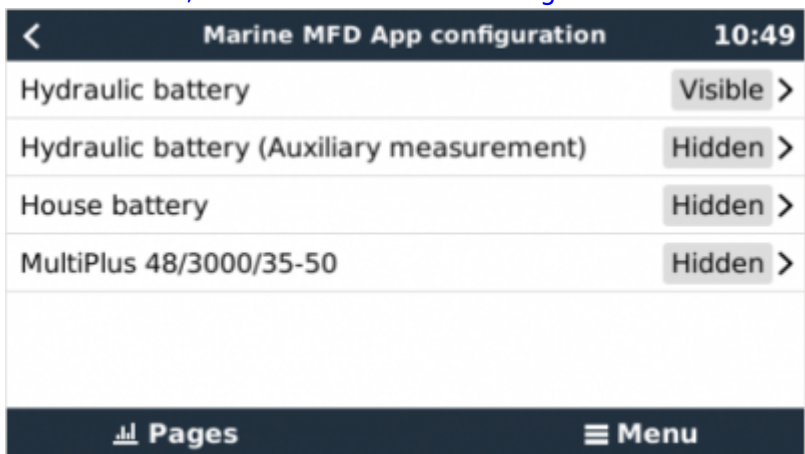 Marine MFD App configuration 10:49
Hydraulic battery Visible
Hydraulic battery (Auxiliary measurement) Hidden
House battery Hidden
MultiPlus 48/3000/35-50 Hidden
Pages Menu